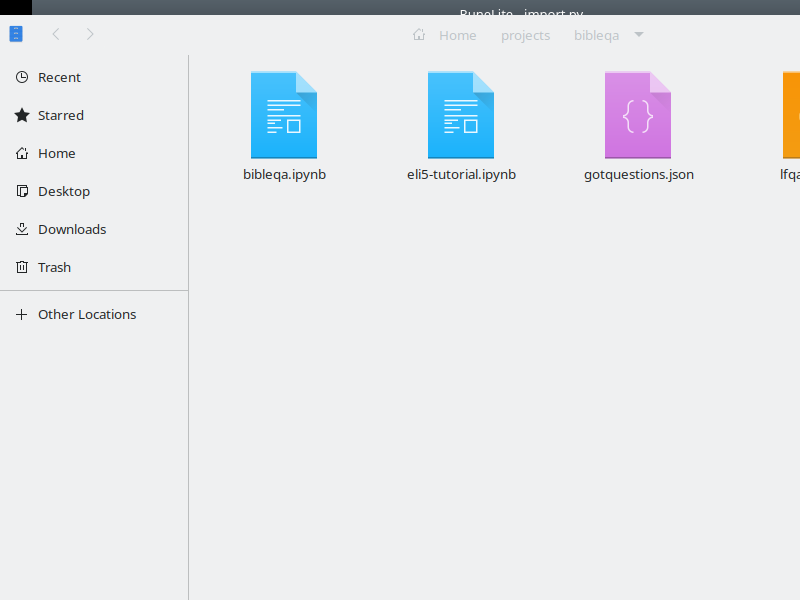 RuneLite - import.py
Home projects bibleqa
Recent
Starred
Home
Desktop
Downloads
Trash
Other Locations
bibleqa.ipynb
eli5-tutorial.ipynb
gotquestions.json
lfqa